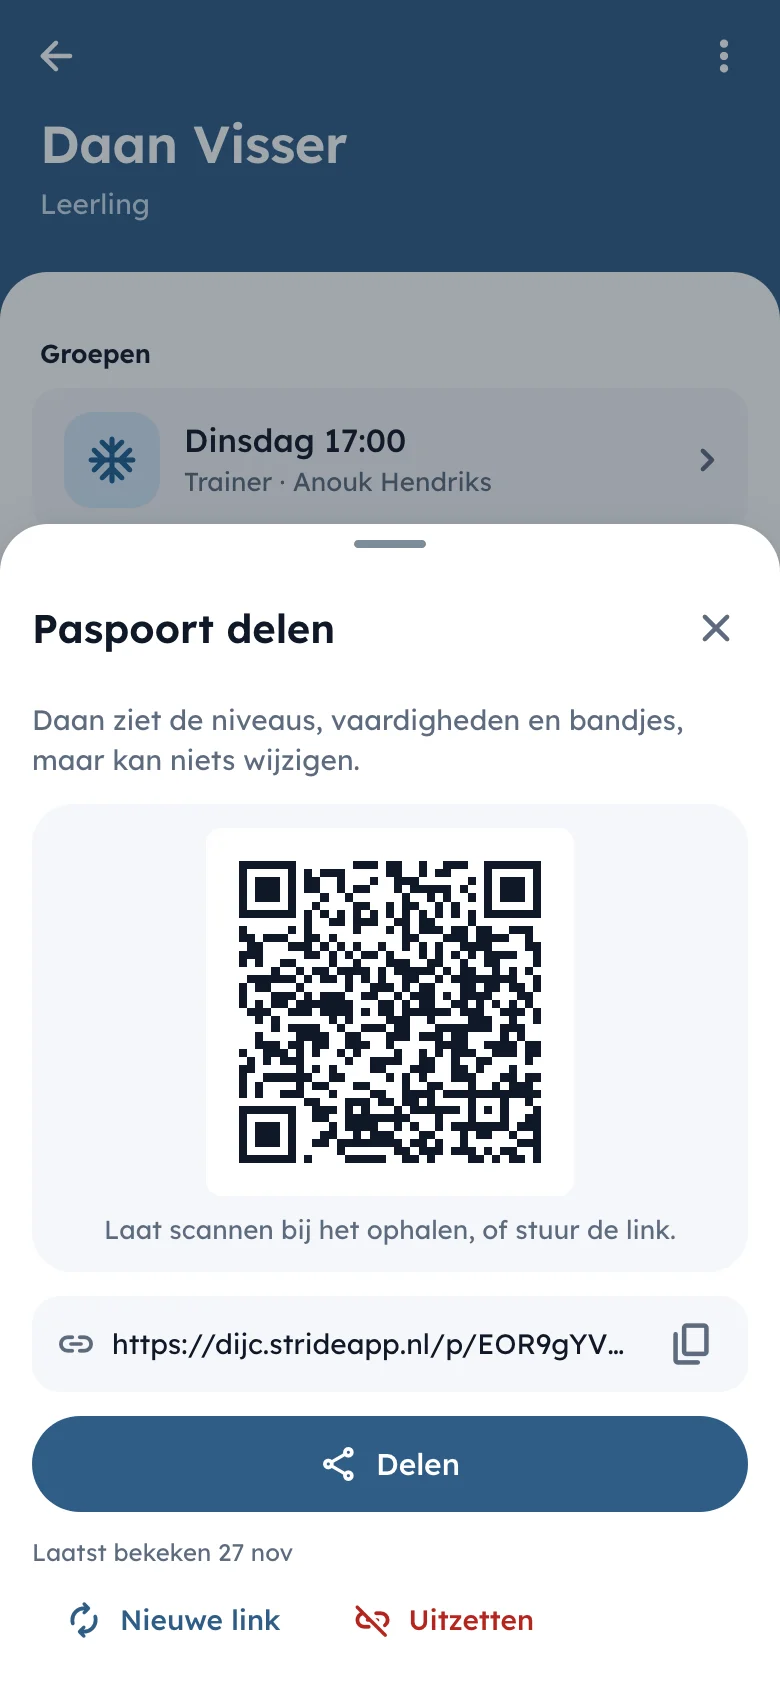 Daan Visser
Leerling
Groepen
Dinsdag 17:00
Trainer · Anouk Hendriks
Paspoort delen
Daan ziet de niveaus, vaardigheden en bandjes,
maar kan niets wijzigen.
Laat scannen bij het ophalen, of stuur de link.
https://dijc.strideapp.nl/p/EOR9gYV...
Delen
Laatst bekeken 27 nov
Nieuwe link
Uitzetten